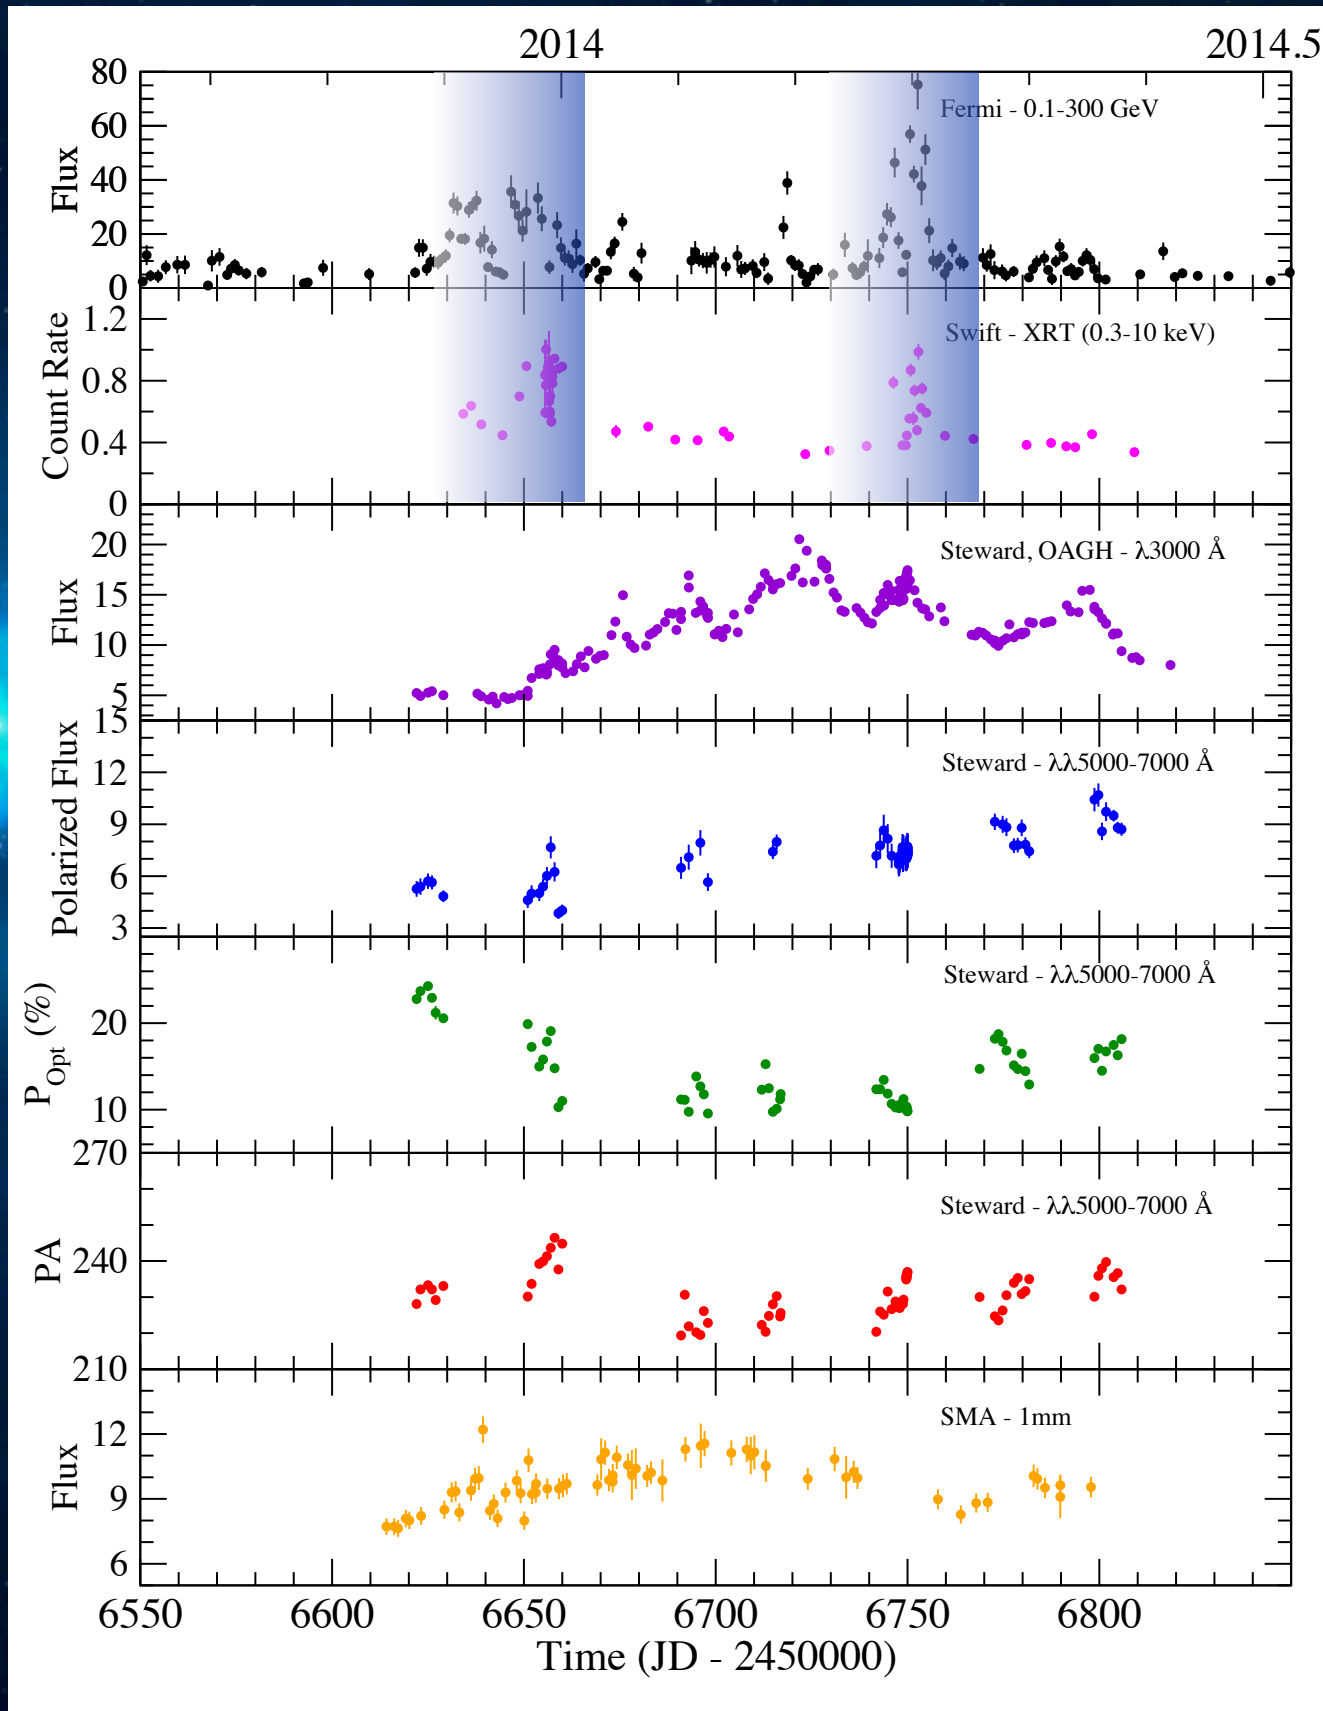 2014 2014.5
80
Fermi - 0.1-300 GeV
60
Flux
40
20
0
1.2
Swift - XRT (0.3-10 keV)
Count Rate
0.8
0.4
0
20
Steward, OAGH - λ3000 Å
15
Flux
10
5
15
Steward - λλ5000-7000 Å
12
Polarized Flux
9
6
3
Steward - λλ5000-7000 Å
20
P_Opt (%)
10
270
Steward - λλ5000-7000 Å
PA
240
210
SMA - 1mm
12
Flux
9
6
6550 6600 6650 6700 6750 6800
Time (JD - 2450000)